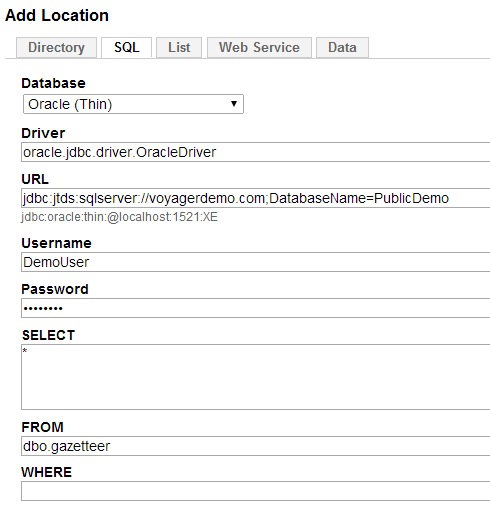 Add Location
Directory SQL List Web Service Data
Database
Oracle (Thin)
Driver
oracle.jdbc.driver.OracleDriver
URL
jdbc:jtds:sqlserver://voyagerdemo.com;DatabaseName=PublicDemo
jdbc:oracle:thin:@localhost:1521:XE
Username
DemoUser
Password
••••••••
SELECT
*
FROM
dbo.gazetteer
WHERE